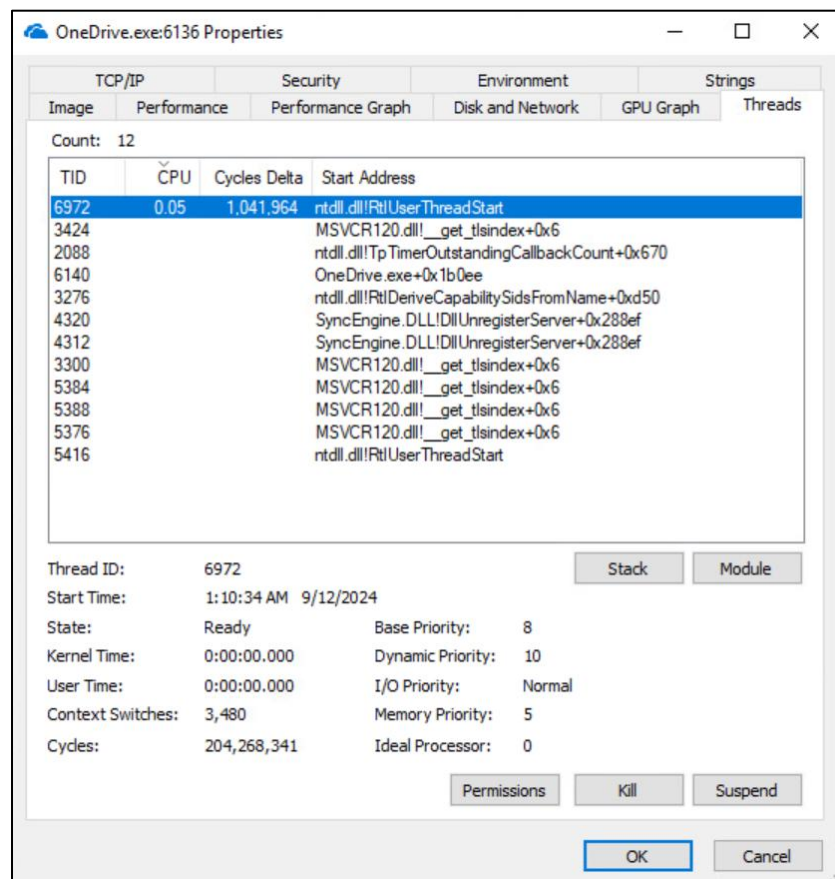 OneDrive.exe:6136 Properties
TCP/IP Security Environment Strings
Image Performance Performance Graph Disk and Network GPU Graph Threads
Count: 12
TID CPU Cycles Delta Start Address
6972 0.05 1,041,964 ntdll.dll!RtlUserThreadStart
3424 MSVCR120.dll!__get_tlsindex+0x6
2088 ntdll.dll!TpTimerOutstandingCallbackCount+0x670
6140 OneDrive.exe+0x1b0ee
3276 ntdll.dll!RtlDeriveCapabilitySidsFromName+0xd50
4320 SyncEngine.DLL!DllUnregisterServer+0x288ef
4312 SyncEngine.DLL!DllUnregisterServer+0x288ef
3300 MSVCR120.dll!__get_tlsindex+0x6
5384 MSVCR120.dll!__get_tlsindex+0x6
5388 MSVCR120.dll!__get_tlsindex+0x6
5376 MSVCR120.dll!__get_tlsindex+0x6
5416 ntdll.dll!RtlUserThreadStart
Thread ID: 6972 Stack Module
Start Time: 1:10:34 AM 9/12/2024
State: Ready Base Priority: 8
Kernel Time: 0:00:00.000 Dynamic Priority: 10
User Time: 0:00:00.000 I/O Priority: Normal
Context Switches: 3,480 Memory Priority: 5
Cycles: 204,268,341 Ideal Processor: 0
Permissions Kill Suspend
OK Cancel